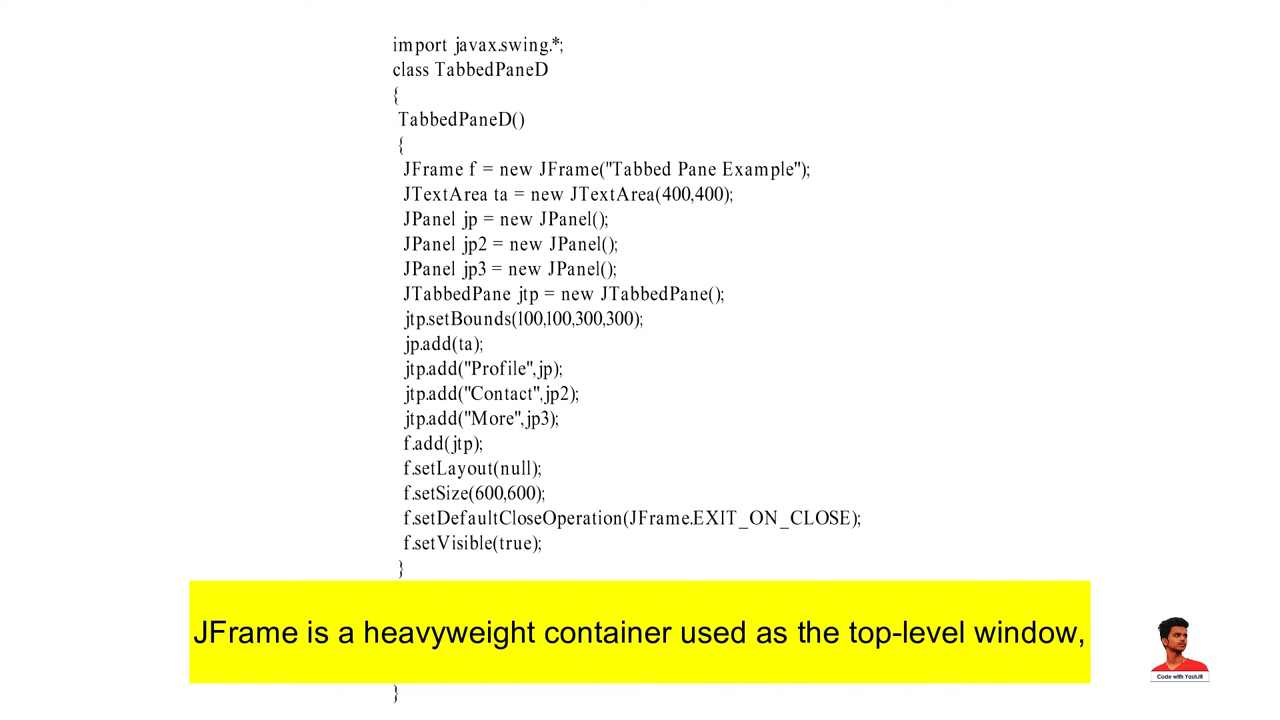 import javax.swing.*;
class TabbedPaneD
{
TabbedPaneD()
{
JFrame f = new JFrame("Tabbed Pane Example");
JTextArea ta = new JTextArea(400,400);
JPanel jp = new JPanel();
JPanel jp2 = new JPanel();
JPanel jp3 = new JPanel();
JTabbedPane jtp = new JTabbedPane();
jtp.setBounds(100,100,300,300);
jp.add(ta);
jtp.add("Profile",jp);
jtp.add("Contact",jp2);
jtp.add("More",jp3);
f.add(jtp);
f.setLayout(null);
f.setSize(600,600);
f.setDefaultCloseOperation(JFrame.EXIT_ON_CLOSE);
f.setVisible(true);
}
JFrame is a heavyweight container used as the top-level window,
Code with YashJR
}